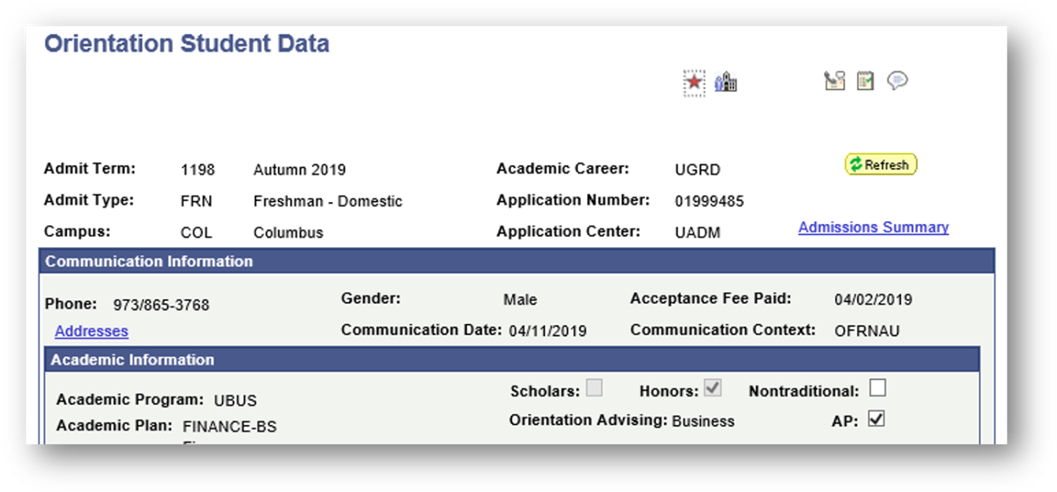 Orientation Student Data
Admit Term: 1198 Autumn 2019 Academic Career: UGRD Refresh
Admit Type: FRN Freshman - Domestic Application Number: 01999485
Campus: COL Columbus Application Center: UADM Admissions Summary
Communication Information
Phone: 973/865-3768 Gender: Male Acceptance Fee Paid: 04/02/2019
Addresses Communication Date: 04/11/2019 Communication Context: OFRNAU
Academic Information
Scholars: Honors: Nontraditional:
Academic Program: UBUS
Orientation Advising: Business AP:
Academic Plan: FINANCE-BS